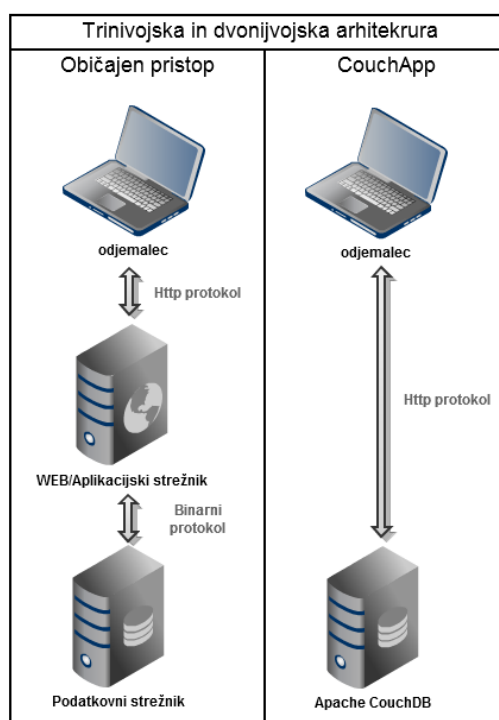 Trinivojska in dvonijvojska arhitekrura
Običajen pristop
CouchApp
odjemalec
odjemalec
Http protokol
Http protokol
WEB/Aplikacijski strežnik
Binarni
protokol
Podatkovni strežnik
Apache CouchDB